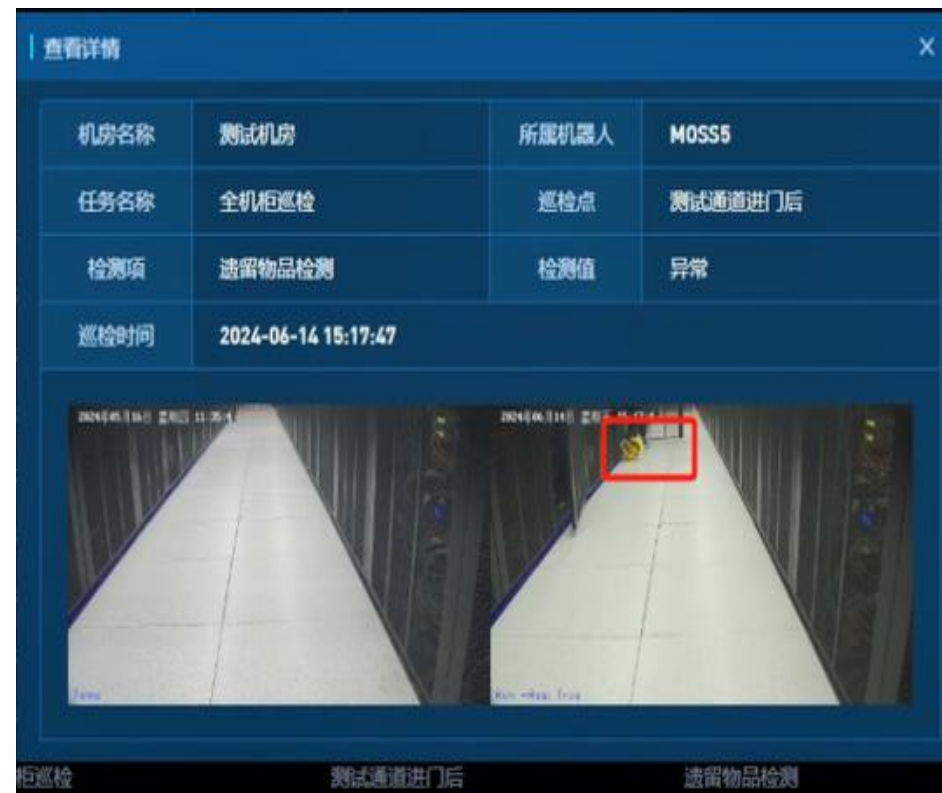 查看详情 X
机房名称 测试机房 所属机器人 MOSS5
任务名称 全机柜巡检 巡检点 测试通道进门后
检测项 遗留物品检测 检测值 异常
巡检时间 2024-06-14 15:17:47
柜巡检 测试通道进门后 遗留物品检测